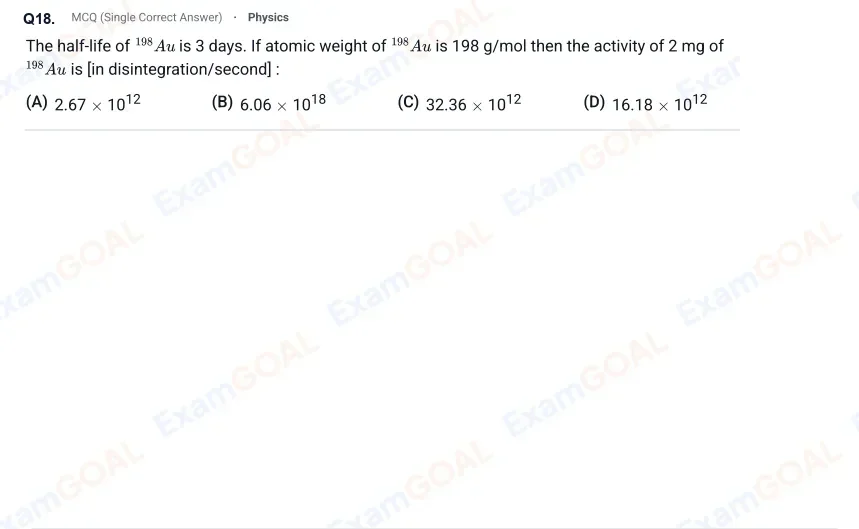 Q18. MCQ (Single Correct Answer) · Physics
The half-life of ¹⁹⁸Au is 3 days. If atomic weight of ¹⁹⁸Au is 198 g/mol then the activity of 2 mg of
¹⁹⁸Au is [in disintegration/second] :
(A) 2.67 × 10¹² (B) 6.06 × 10¹⁸ (C) 32.36 × 10¹² (D) 16.18 × 10¹²
ExamGOAL